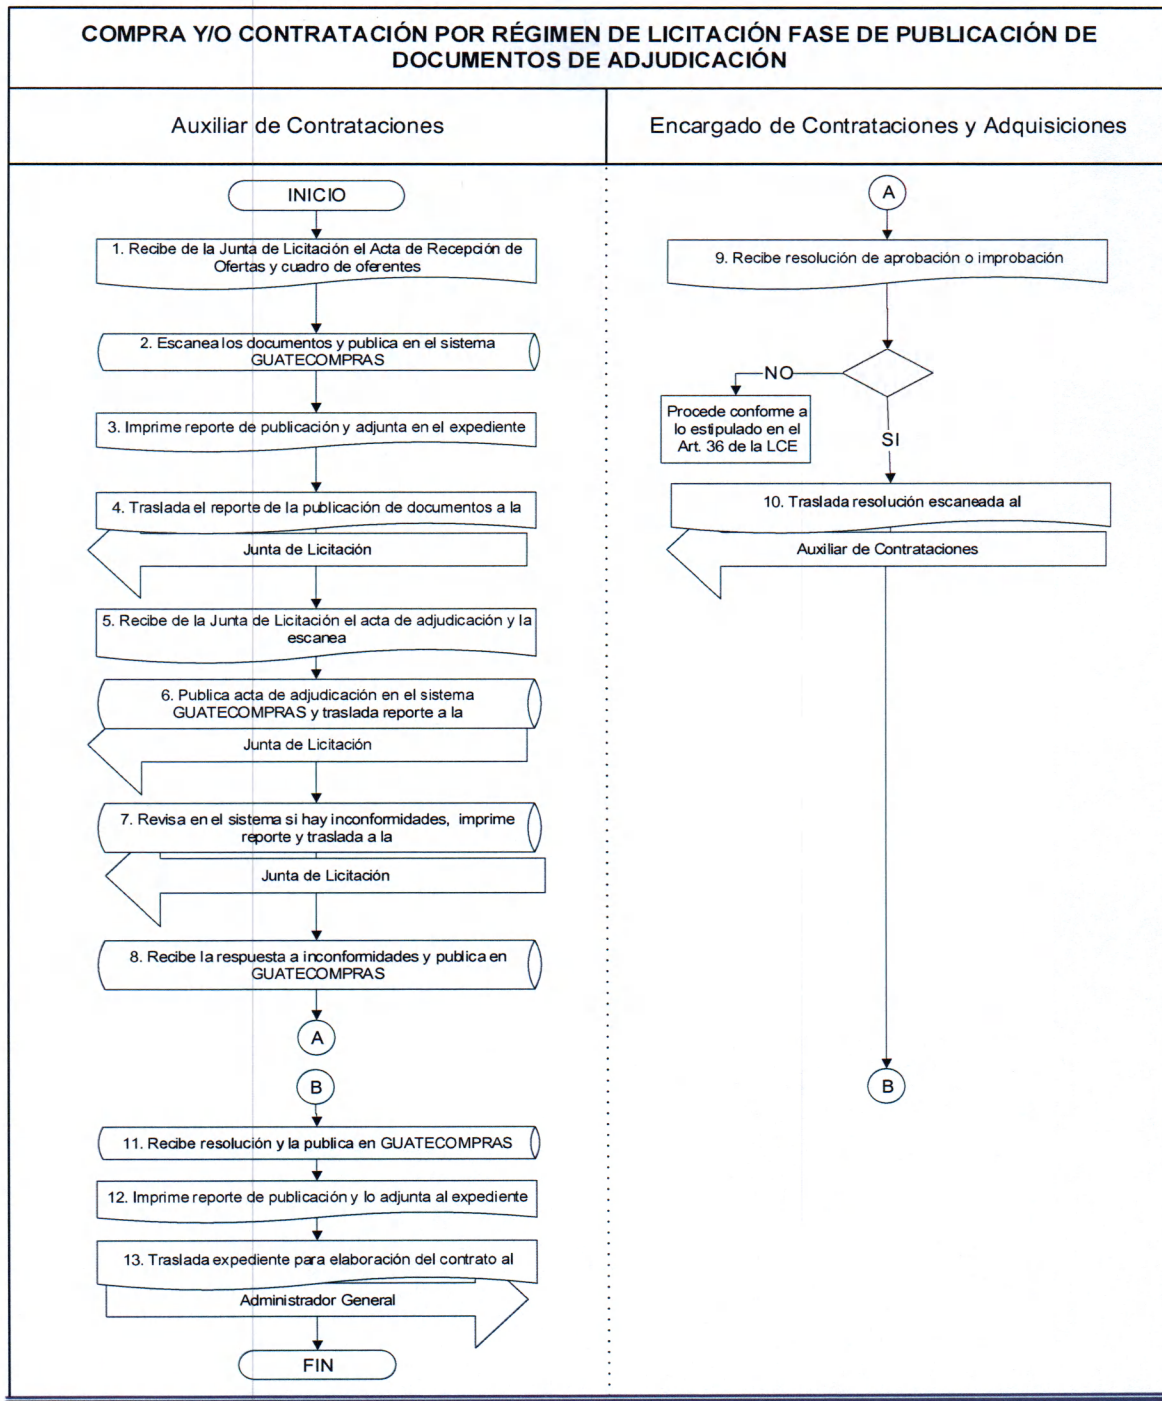 COMPRA Y/O CONTRATACIÓN POR RÉGIMEN DE LICITACIÓN FASE DE PUBLICACIÓN DE
DOCUMENTOS DE ADJUDICACIÓN
Auxiliar de Contrataciones
INICIO
1. Recibe de la Junta de Licitación el Acta de Recepción de
Ofertas y cuadro de oferentes
2. Escanea los documentos y publica en el sistema
GUATECOMPRAS
3. Imprime reporte de publicación y adjunta en el expediente
4. Traslada el reporte de la publicación de documentos a la
Junta de Licitación
5. Recibe de la Junta de Licitación el acta de adjudicación y la
escanea
6. Publica acta de adjudicación en el sistema
GUATECOMPRAS y traslada reporte a la
Junta de Licitación
7. Revisa en el sistema si hay inconformidades, imprime
reporte y traslada a la
Junta de Licitación
8. Recibe la respuesta a inconformidades y publica en
GUATECOMPRAS
A
B
11. Recibe resolución y la publica en GUATECOMPRAS
12. Imprime reporte de publicación y lo adjunta al expediente
13. Traslada expediente para elaboración del contrato al
Administrador General
FIN
Encargado de Contrataciones y Adquisiciones
A
9. Recibe resolución de aprobación o improbación
NO
Procede conforme a
lo estipulado en el
Art. 36 de la LCE
SI
10. Traslada resolución escaneada al
Auxiliar de Contrataciones
B